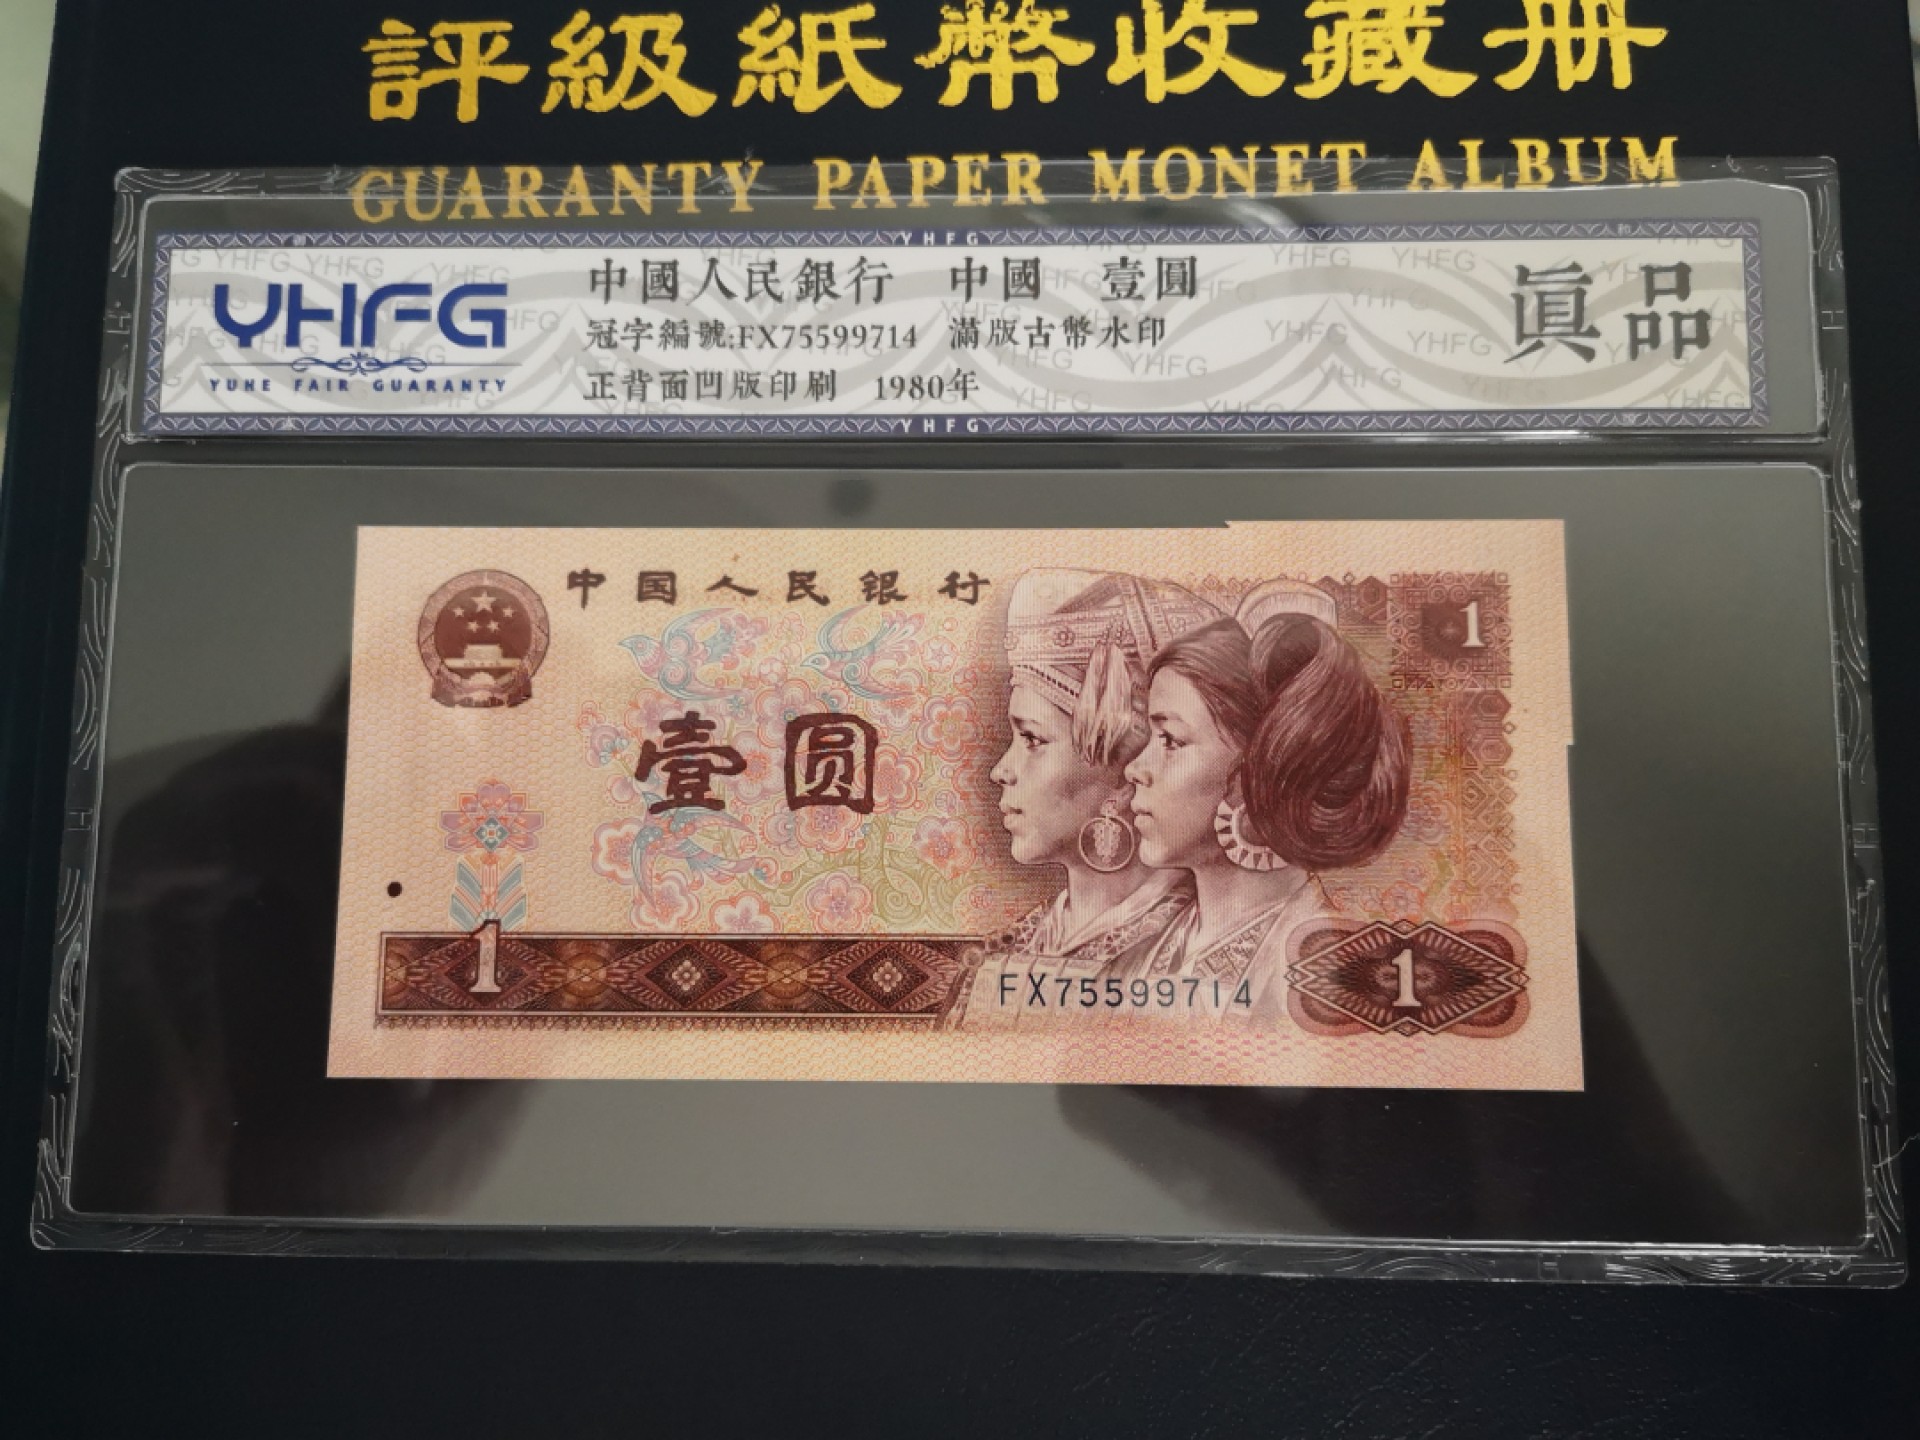 評級紙幣收藏册
GUARANTY PAPER MONET ALBUM
YHFG
YHFG
YUHE FAIR GUARANTY
中國人民銀行 中國 壹圓
冠字編號:FX75599714 滿版古幣水印
正背面凹版印刷 1980年
眞品
YHFG
中国人民银行
1
壹圆
1
FX75599714
1